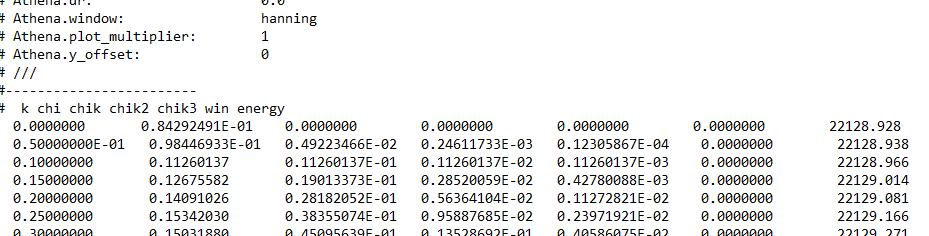 # Athena.dr: 0.0
# Athena.window: hanning
# Athena.plot_multiplier: 1
# Athena.y_offset: 0
# ///
#------------------------
# k chi chik chik2 chik3 win energy
0.0000000 0.84292491E-01 0.0000000 0.0000000 0.0000000 0.0000000 22128.928
0.50000000E-01 0.98446933E-01 0.49223466E-02 0.24611733E-03 0.12305867E-04 0.0000000 22128.938
0.10000000 0.11260137 0.11260137E-01 0.11260137E-02 0.11260137E-03 0.0000000 22128.966
0.15000000 0.12675582 0.19013373E-01 0.28520059E-02 0.42780088E-03 0.0000000 22129.014
0.20000000 0.14091026 0.28182052E-01 0.56364104E-02 0.11272821E-02 0.0000000 22129.081
0.25000000 0.15342030 0.38355074E-01 0.95887685E-02 0.23971921E-02 0.0000000 22129.166
0.30000000 0.15031880 0.45095639E-01 0.13528692E-01 0.40586075E-02 0.0000000 22129.271